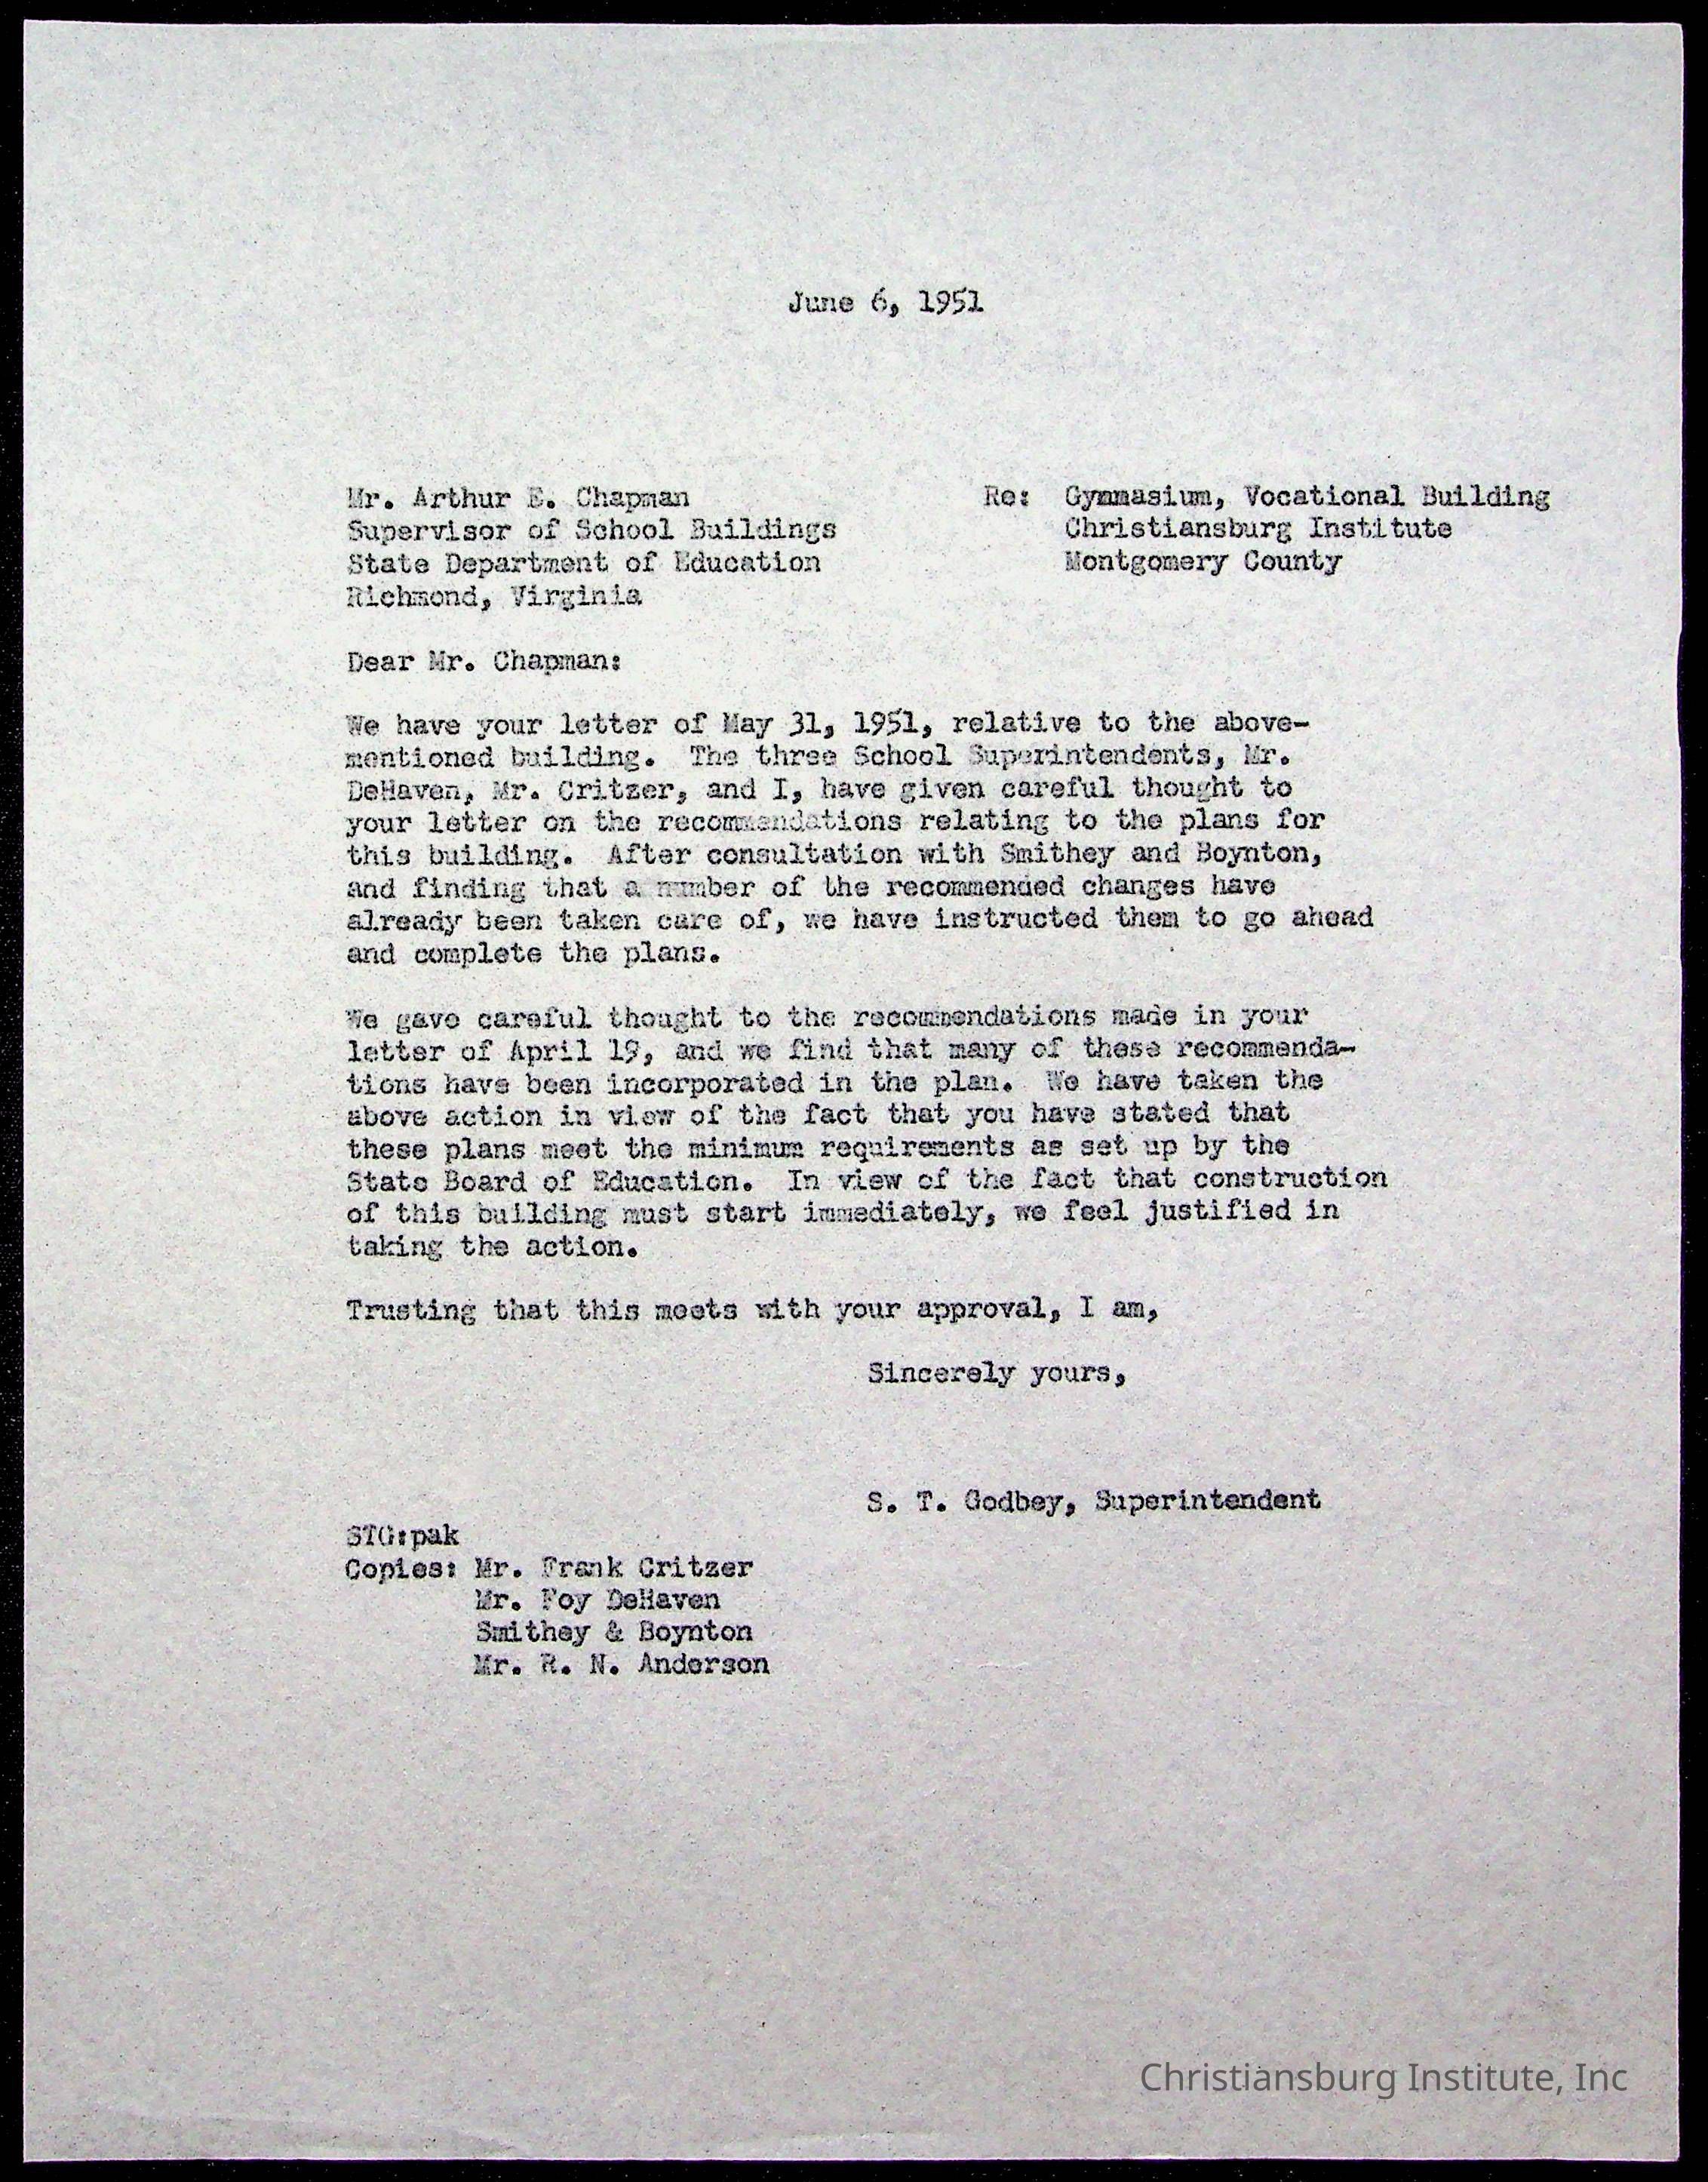 June 6, 1951
Mr. Arthur E. Chapman
Supervisor of School Buildings
State Department of Education
Richmond, Virginia
Re: Gymnasium, Vocational Building
Christiansburg Institute
Montgomery County
Dear Mr. Chapman:
We have your letter of May 31, 1951, relative to the above-
mentioned building. The three School Superintendents, Mr.
DeHaven, Mr. Critzer, and I, have given careful thought to
your letter on the recommendations relating to the plans for
this building. After consultation with Smithey and Boynton,
and finding that a number of the recommended changes have
already been taken care of, we have instructed them to go ahead
and complete the plans.
We gave careful thought to the recommendations made in your
letter of April 19, and we find that many of these recommenda-
tions have been incorporated in the plan. We have taken the
above action in view of the fact that you have stated that
these plans meet the minimum requirements as set up by the
State Board of Education. In view of the fact that construction
of this building must start immediately, we feel justified in
taking the action.
Trusting that this meets with your approval, I am,
Sincerely yours,
S. T. Godbey, Superintendent
STG:pak
Copies: Mr. Frank Critzer
Mr. Foy DeHaven
Smithey & Boynton
Mr. R. N. Anderson
Christiansburg Institute, Inc